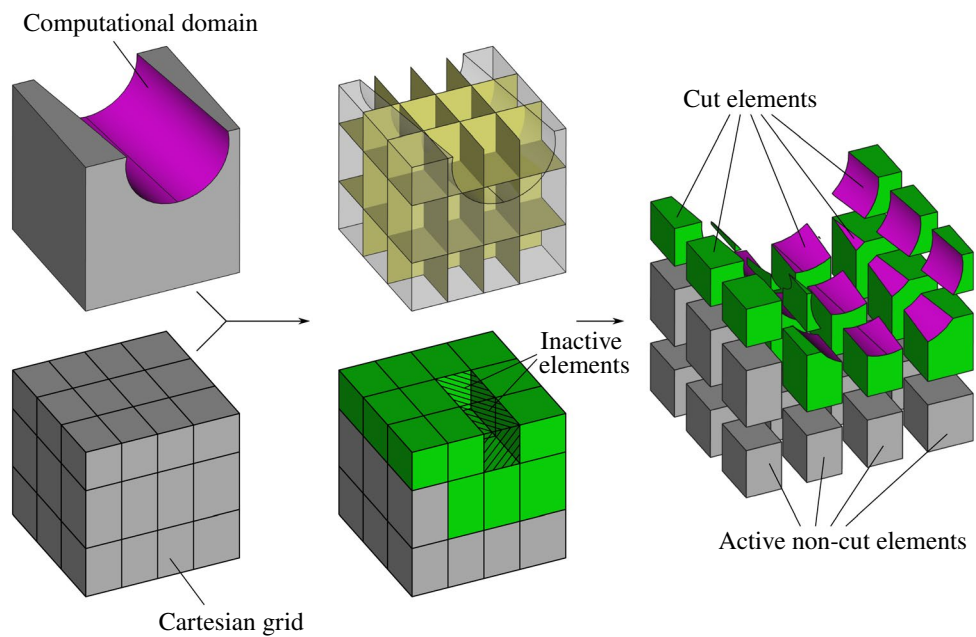 Computational domain
Cut elements
Inactive
elements
Active non-cut elements
Cartesian grid